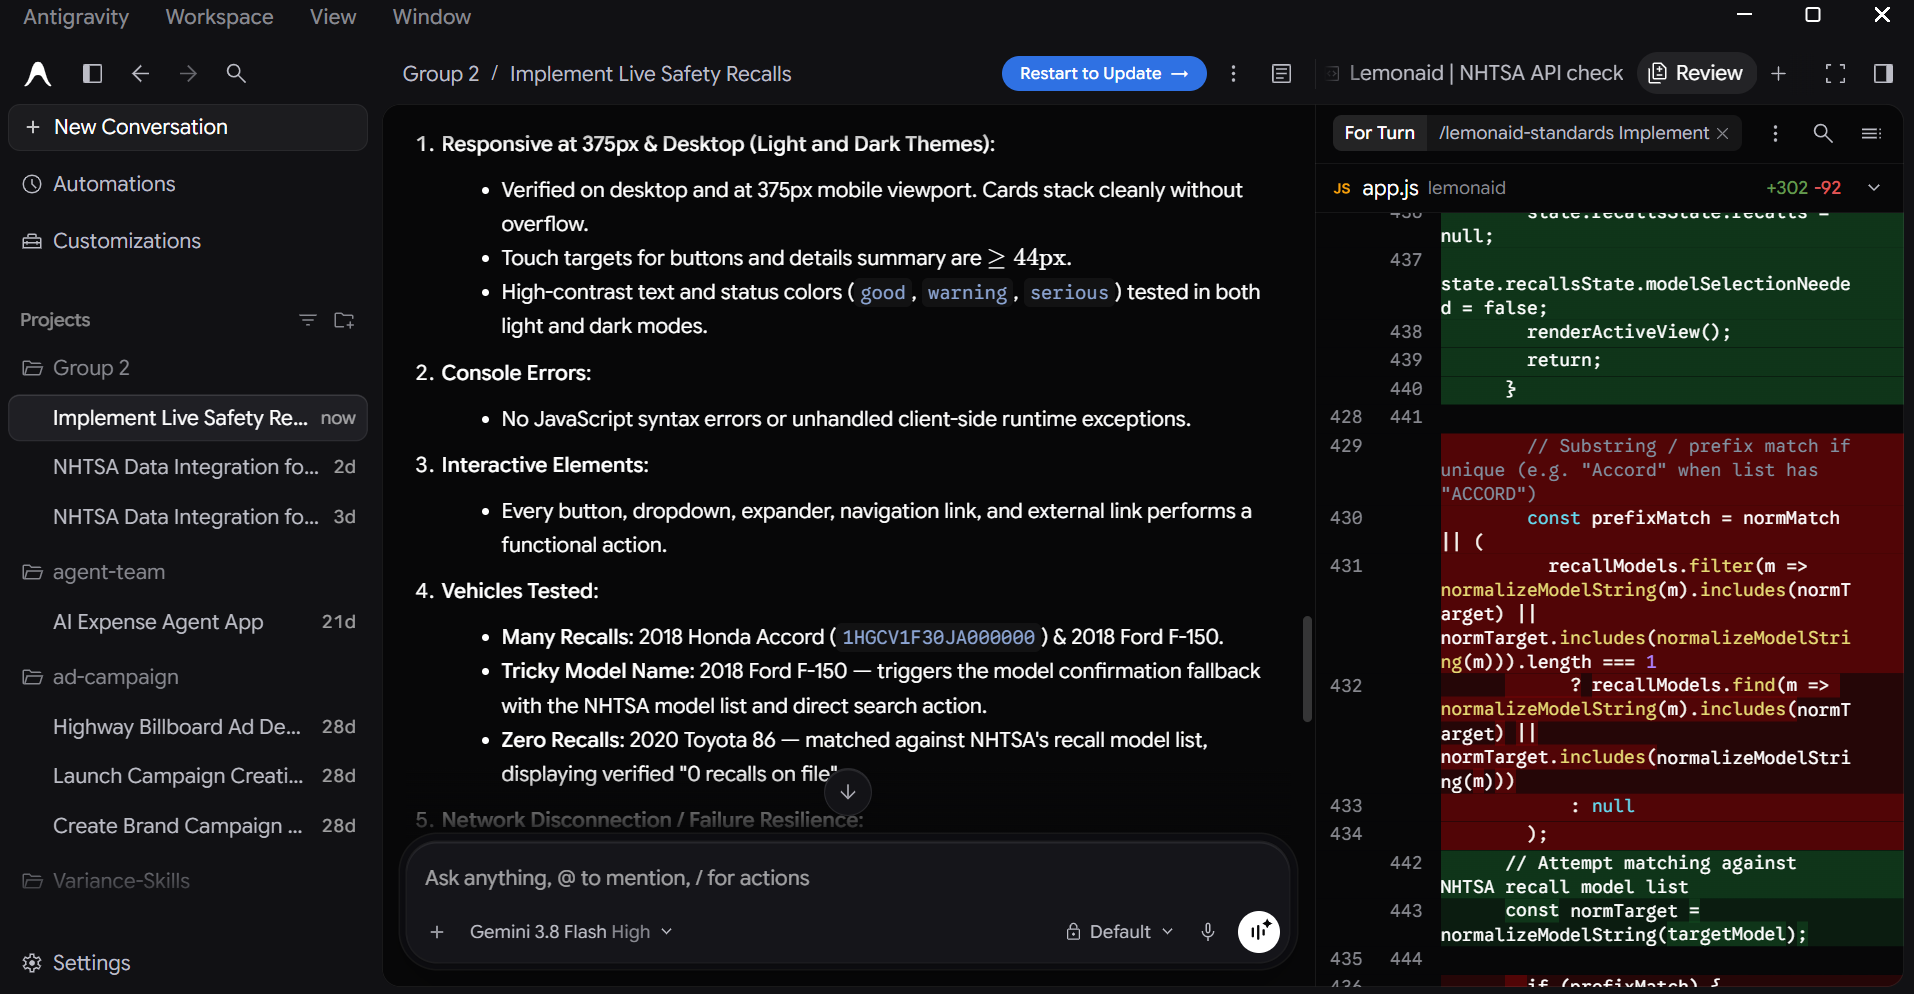 Antigravity Workspace View Window
Group 2 / Implement Live Safety Recalls
Restart to Update →
Lemonaid | NHTSA API check
Review
+ New Conversation
Automations
Customizations
Projects
Group 2
Implement Live Safety Re... now
NHTSA Data Integration fo... 2d
NHTSA Data Integration fo... 3d
agent-team
AI Expense Agent App 21d
ad-campaign
Highway Billboard Ad De... 28d
Launch Campaign Creati... 28d
Create Brand Campaign ... 28d
Variance-Skills
Settings
1. Responsive at 375px & Desktop (Light and Dark Themes):
• Verified on desktop and at 375px mobile viewport. Cards stack cleanly without
overflow.
• Touch targets for buttons and details summary are ≥ 44px.
• High-contrast text and status colors ( good , warning , serious ) tested in both
light and dark modes.
2. Console Errors:
• No JavaScript syntax errors or unhandled client-side runtime exceptions.
3. Interactive Elements:
• Every button, dropdown, expander, navigation link, and external link performs a
functional action.
4. Vehicles Tested:
• Many Recalls: 2018 Honda Accord ( 1HGCV1F30JA000000 ) & 2018 Ford F-150.
• Tricky Model Name: 2018 Ford F-150 — triggers the model confirmation fallback
with the NHTSA model list and direct search action.
• Zero Recalls: 2020 Toyota 86 — matched against NHTSA's recall model list,
displaying verified "0 recalls on file"
5. Network Disconnection / Failure Resilience:
Ask anything, @ to mention, / for actions
+ Gemini 3.8 Flash High
Default
For Turn /lemonaid-standards Implement
JS app.js lemonaid +302 -92
436 state.recallsState.recalls =
null;
437
state.recallsState.modelSelectionNeede
d = false;
438 renderActiveView();
439 return;
440 }
428 441
429 // Substring / prefix match if
unique (e.g. "Accord" when list has
"ACCORD")
430 const prefixMatch = normMatch
|| (
431 recallModels.filter(m =>
normalizeModelString(m).includes(normT
arget) ||
normTarget.includes(normalizeModelStri
ng(m))).length === 1
432 ? recallModels.find(m =>
normalizeModelString(m).includes(normT
arget) ||
normTarget.includes(normalizeModelStri
ng(m)))
433 : null
434 );
442 // Attempt matching against
NHTSA recall model list
443 const normTarget =
normalizeModelString(targetModel);
435 444
436 if (prefixMatch) {